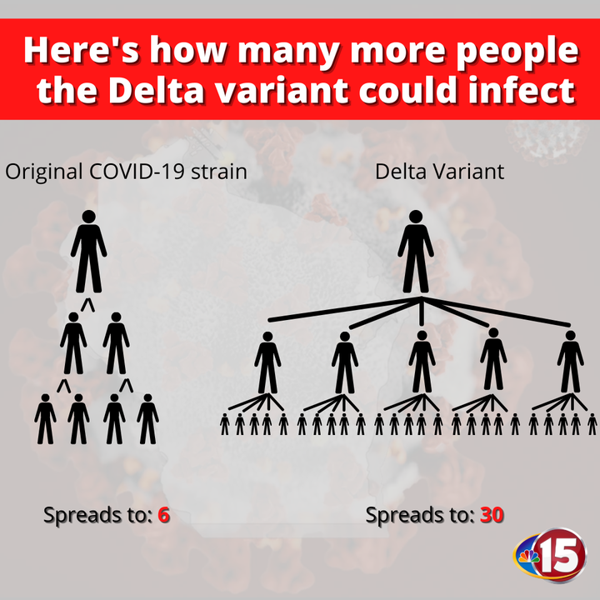 Here's how many more people
the Delta variant could infect
Original COVID-19 strain
Delta Variant
Spreads to: 6
Spreads to: 30
15